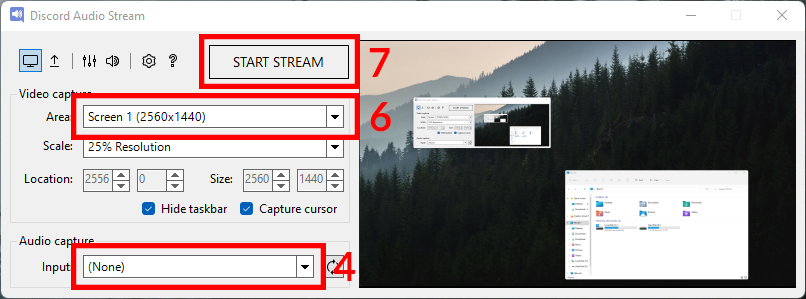 Discord Audio Stream
START STREAM
7
Video capture
Area:
Screen 1 (2560x1440)
6
Scale:
25% Resolution
Location:
2556
0
Size:
2560
1440
Hide taskbar
Capture cursor
Audio capture
Input:
(None)
4